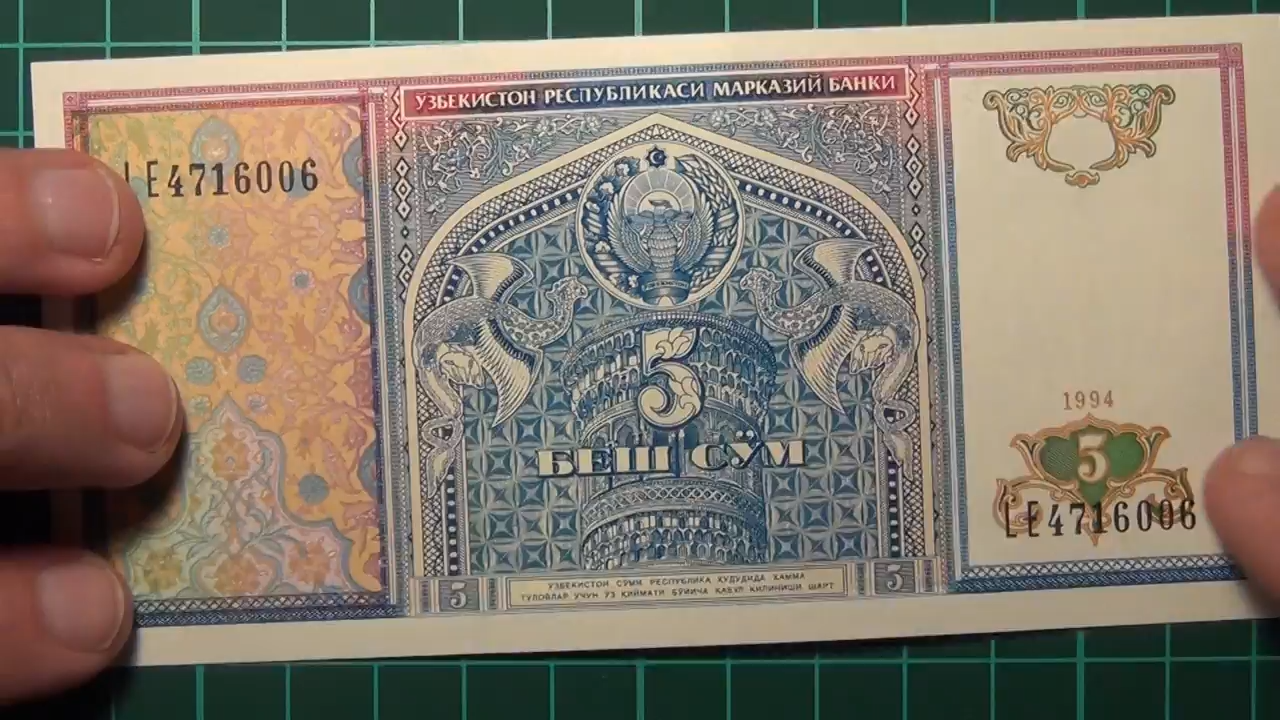 ЎЗБЕКИСТОН РЕСПУБЛИКАСИ МАРКАЗИЙ БАНКИ
LE4716006
5
БЕШ СЎМ
1994
5
LE4716006
5
ЎЗБЕКИСТОН СЎМИ РЕСПУБЛИКА ҲУДУДИДА ҲАММА
ТЎЛОВЛАР УЧУН ЎЗ ҚИЙМАТИ БЎЙИЧА ҚАБУЛ ҚИЛИНИШИ ШАРТ
5